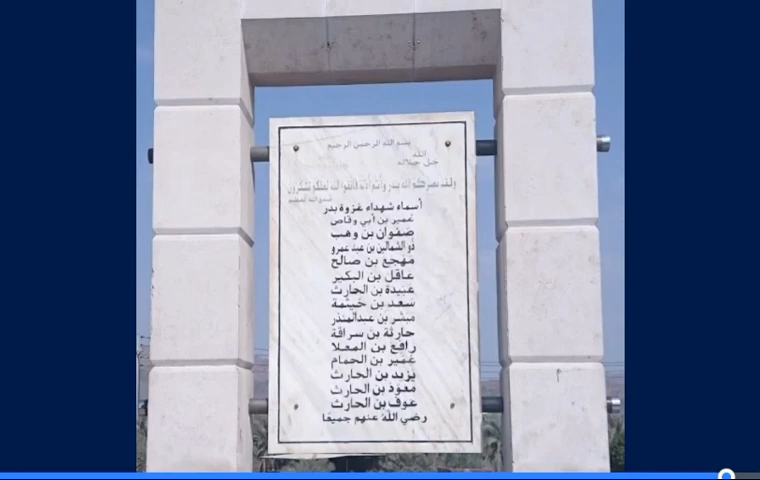 بسم الله الرحمن الرحيم
الله
جل جلاله
ولقد نصركم الله ببدر وأنتم أذلة فاتقوا الله لعلكم تشكرون
صدق الله العظيم
أسماء شهداء غزوة بدر
عمير بن أبي وقاص
صفوان بن وهب
ذو الشمالين بن عبد عمرو
مهجع بن صالح
عاقل بن البكير
عبيدة بن الحارث
سعد بن خيثمة
مبشر بن عبدالمنذر
حارثة بن سراقة
رافع بن المعلا
عمير بن الحمام
يزيد بن الحارث
معوذ بن الحارث
عوف بن الحارث
رضي الله عنهم جميعا